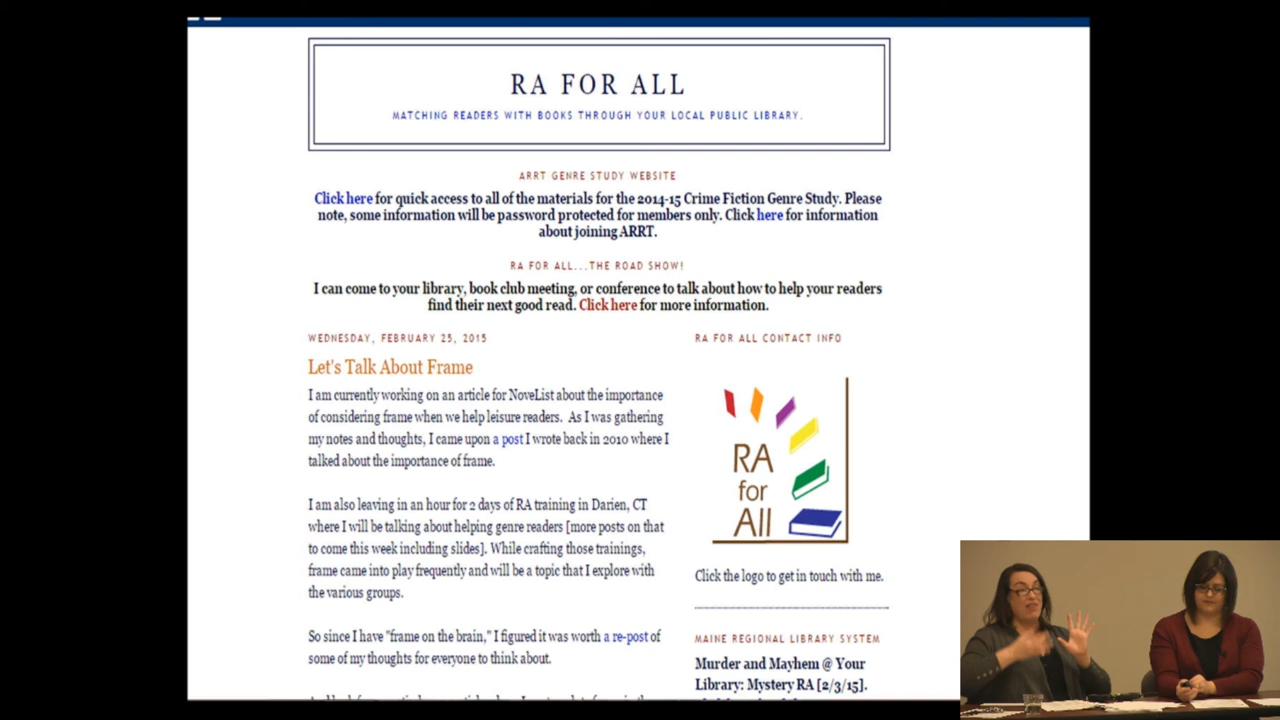 RA FOR ALL
MATCHING READERS WITH BOOKS THROUGH YOUR LOCAL PUBLIC LIBRARY.
ARRT GENRE STUDY WEBSITE
Click here for quick access to all of the materials for the 2014-15 Crime Fiction Genre Study. Please
note, some information will be password protected for members only. Click here for information
about joining ARRT.
RA FOR ALL...THE ROAD SHOW!
I can come to your library, book club meeting, or conference to talk about how to help your readers
find their next good read. Click here for more information.
WEDNESDAY, FEBRUARY 25, 2015
Let's Talk About Frame
I am currently working on an article for NoveList about the importance
of considering frame when we help leisure readers. As I was gathering
my notes and thoughts, I came upon a post I wrote back in 2010 where I
talked about the importance of frame.
I am also leaving in an hour for 2 days of RA training in Darien, CT
where I will be talking about helping genre readers [more posts on that
to come this week including slides]. While crafting those trainings,
frame came into play frequently and will be a topic that I explore with
the various groups.
So since I have "frame on the brain," I figured it was worth a re-post of
some of my thoughts for everyone to think about.
RA FOR ALL CONTACT INFO
RA
for
All
Click the logo to get in touch with me.
MAINE REGIONAL LIBRARY SYSTEM
Murder and Mayhem @ Your
Library: Mystery RA [2/3/15].